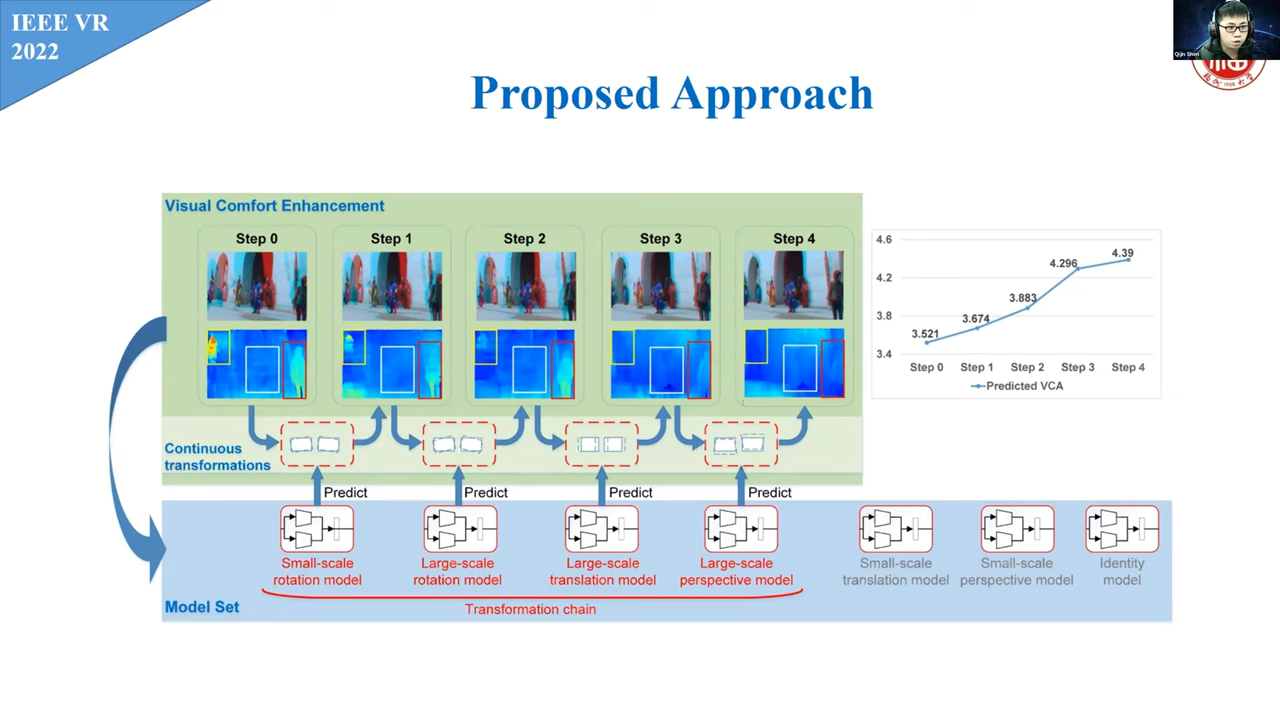 IEEE VR
2022
Qijin Shen
Proposed Approach
Visual Comfort Enhancement
Step 0
Step 1
Step 2
Step 3
Step 4
Continuous
transformations
Predict
Predict
Predict
Predict
Small-scale
rotation model
Large-scale
rotation model
Large-scale
translation model
Large-scale
perspective model
Small-scale
translation model
Small-scale
perspective model
Identity
model
Transformation chain
Model Set
4.6
4.2
3.8
3.4
3.521
3.674
3.883
4.296
4.39
Step 0
Step 1
Step 2
Step 3
Step 4
Predicted VCA